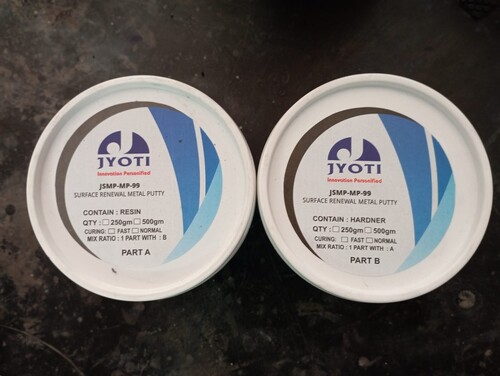 JYOTI
Innovation Personified
JSMP-MP-99
SURFACE RENEWAL METAL PUTTY
CONTAIN : RESIN
QTY : 250gm 500gm
CURING: FAST NORMAL
MIX RATIO : 1 PART WITH : B
PART A
JYOTI
Innovation Personified
JSMP-MP-99
SURFACE RENEWAL METAL PUTTY
CONTAIN : HARDNER
QTY : 250gm 500gm
CURING: FAST NORMAL
MIX RATIO : 1 PART WITH : A
PART B